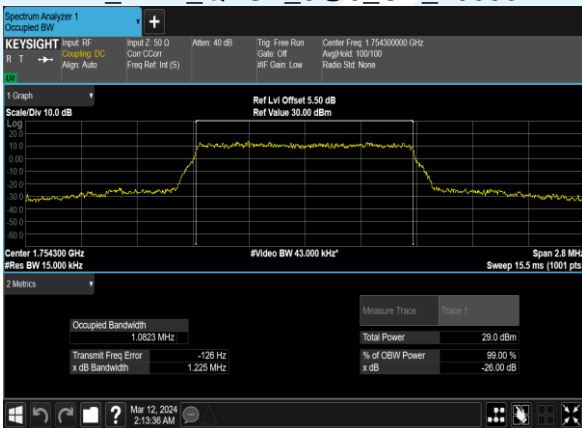 Spectrum Analyzer 1
Occupied BW
KEYSIGHT Input: RF Input Z: 50 Ω Atten: 40 dB Trig: Free Run Center Freq: 1.754300000 GHz
R T Coupling: DC Corr CCorr Gate: Off Avg|Hold: 100/100
Align: Auto Freq Ref: Int (S) #IF Gain: Low Radio Std: None
LW
1 Graph
Ref Lvl Offset 5.50 dB
Scale/Div 10.0 dB Ref Value 30.00 dBm
Log
20.0
10.0
0.00
-10.0
-20.0
-30.0
-40.0
-50.0
-60.0
Center 1.754300 GHz #Video BW 43.000 kHz* Span 2.8 MHz
#Res BW 15.000 kHz Sweep 15.5 ms (1001 pts)
2 Metrics
Measure Trace Trace 1
Occupied Bandwidth
1.0823 MHz Total Power 29.0 dBm
Transmit Freq Error -126 Hz % of OBW Power 99.00 %
x dB Bandwidth 1.225 MHz x dB -26.00 dB
? Mar 12, 2024
2:13:36 AM